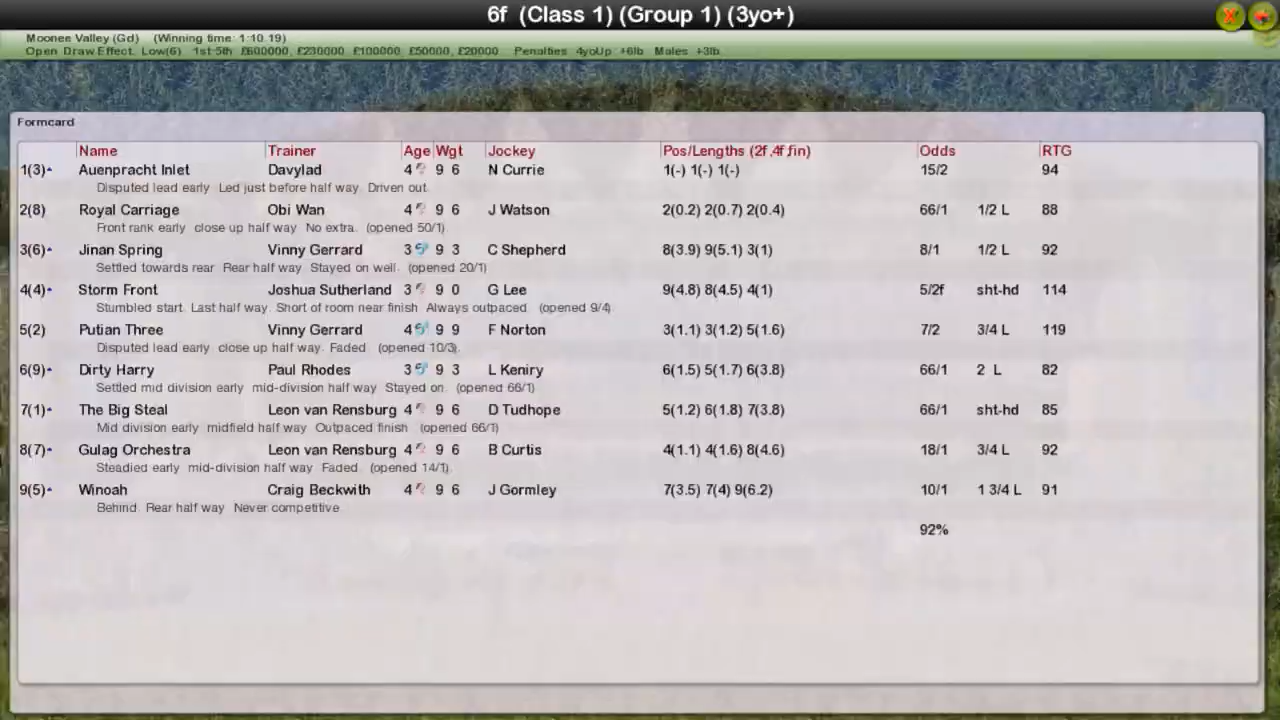 6f (Class 1) (Group 1) (3yo+)
Moonee Valley (Gd) (Winning time: 1:10.19)
Open Draw Effect. Low(6) 1st-5th £600000, £230000 £100000, £50000, £20000 Penalties 4yoUp +6lb Males +3lb
Formcard
Name Trainer Age Wgt Jockey Pos/Lengths (2f,4f,fin) Odds RTG
1(3) Auenpracht Inlet Davylad 4 9 6 N Currie 1(-) 1(-) 1(-) 15/2 94
Disputed lead early Led just before half way Driven out
2(8) Royal Carriage Obi Wan 4 9 6 J Watson 2(0.2) 2(0.7) 2(0.4) 66/1 1/2 L 88
Front rank early close up half way No extra. (opened 50/1)
3(6) Jinan Spring Vinny Gerrard 3 9 3 C Shepherd 8(3.9) 9(5.1) 3(1) 8/1 1/2 L 92
Settled towards rear Rear half way Stayed on well. (opened 20/1)
4(4) Storm Front Joshua Sutherland 3 9 0 G Lee 9(4.8) 8(4.5) 4(1) 5/2f sht-hd 114
Stumbled start. Last half way. Short of room near finish Always outpaced (opened 9/4)
5(2) Putian Three Vinny Gerrard 4 9 9 F Norton 3(1.1) 3(1.2) 5(1.6) 7/2 3/4 L 119
Disputed lead early close up half way. Faded (opened 10/3).
6(9) Dirty Harry Paul Rhodes 3 9 3 L Keniry 6(1.5) 5(1.7) 6(3.8) 66/1 2 L 82
Settled mid division early mid-division half way Stayed on. (opened 66/1)
7(1) The Big Steal Leon van Rensburg 4 9 6 D Tudhope 5(1.2) 6(1.8) 7(3.8) 66/1 sht-hd 85
Mid division early midfield half way Outpaced finish (opened 66/1)
8(7) Gulag Orchestra Leon van Rensburg 4 9 6 B Curtis 4(1.1) 4(1.6) 8(4.6) 18/1 3/4 L 92
Steadied early mid-division half way Faded. (opened 14/1)
9(5) Winoah Craig Beckwith 4 9 6 J Gormley 7(3.5) 7(4) 9(6.2) 10/1 1 3/4 L 91
Behind Rear half way Never competitive
92%